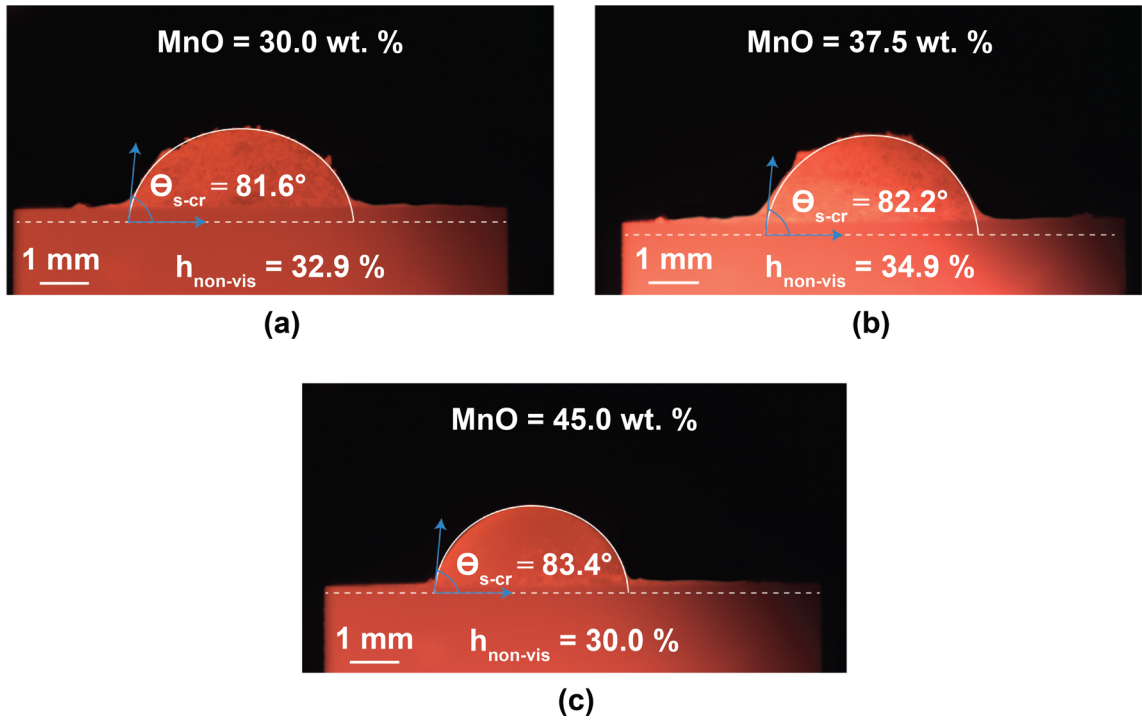 MnO = 30.0 wt. %
Θs-cr = 81.6°
1 mm
hnon-vis = 32.9 %
(a)
MnO = 37.5 wt. %
Θs-cr = 82.2°
1 mm
hnon-vis = 34.9 %
(b)
MnO = 45.0 wt. %
Θs-cr = 83.4°
1 mm
hnon-vis = 30.0 %
(c)